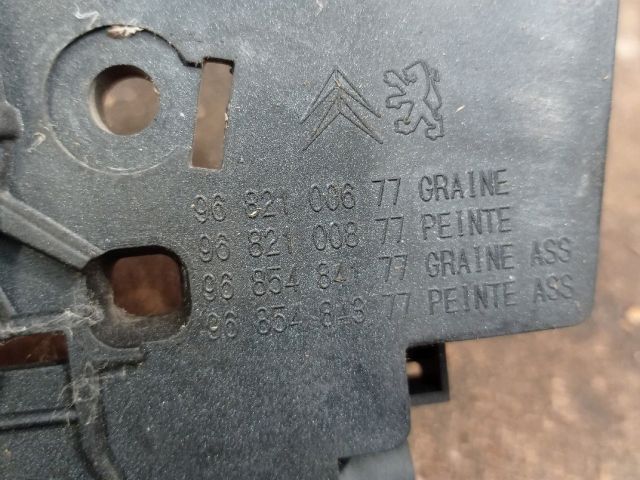 96 821 006 77 GRAINE
96 821 008 77 PEINTE
96 854 841 77 GRAINE ASS
96 854 843 77 PEINTE ASS